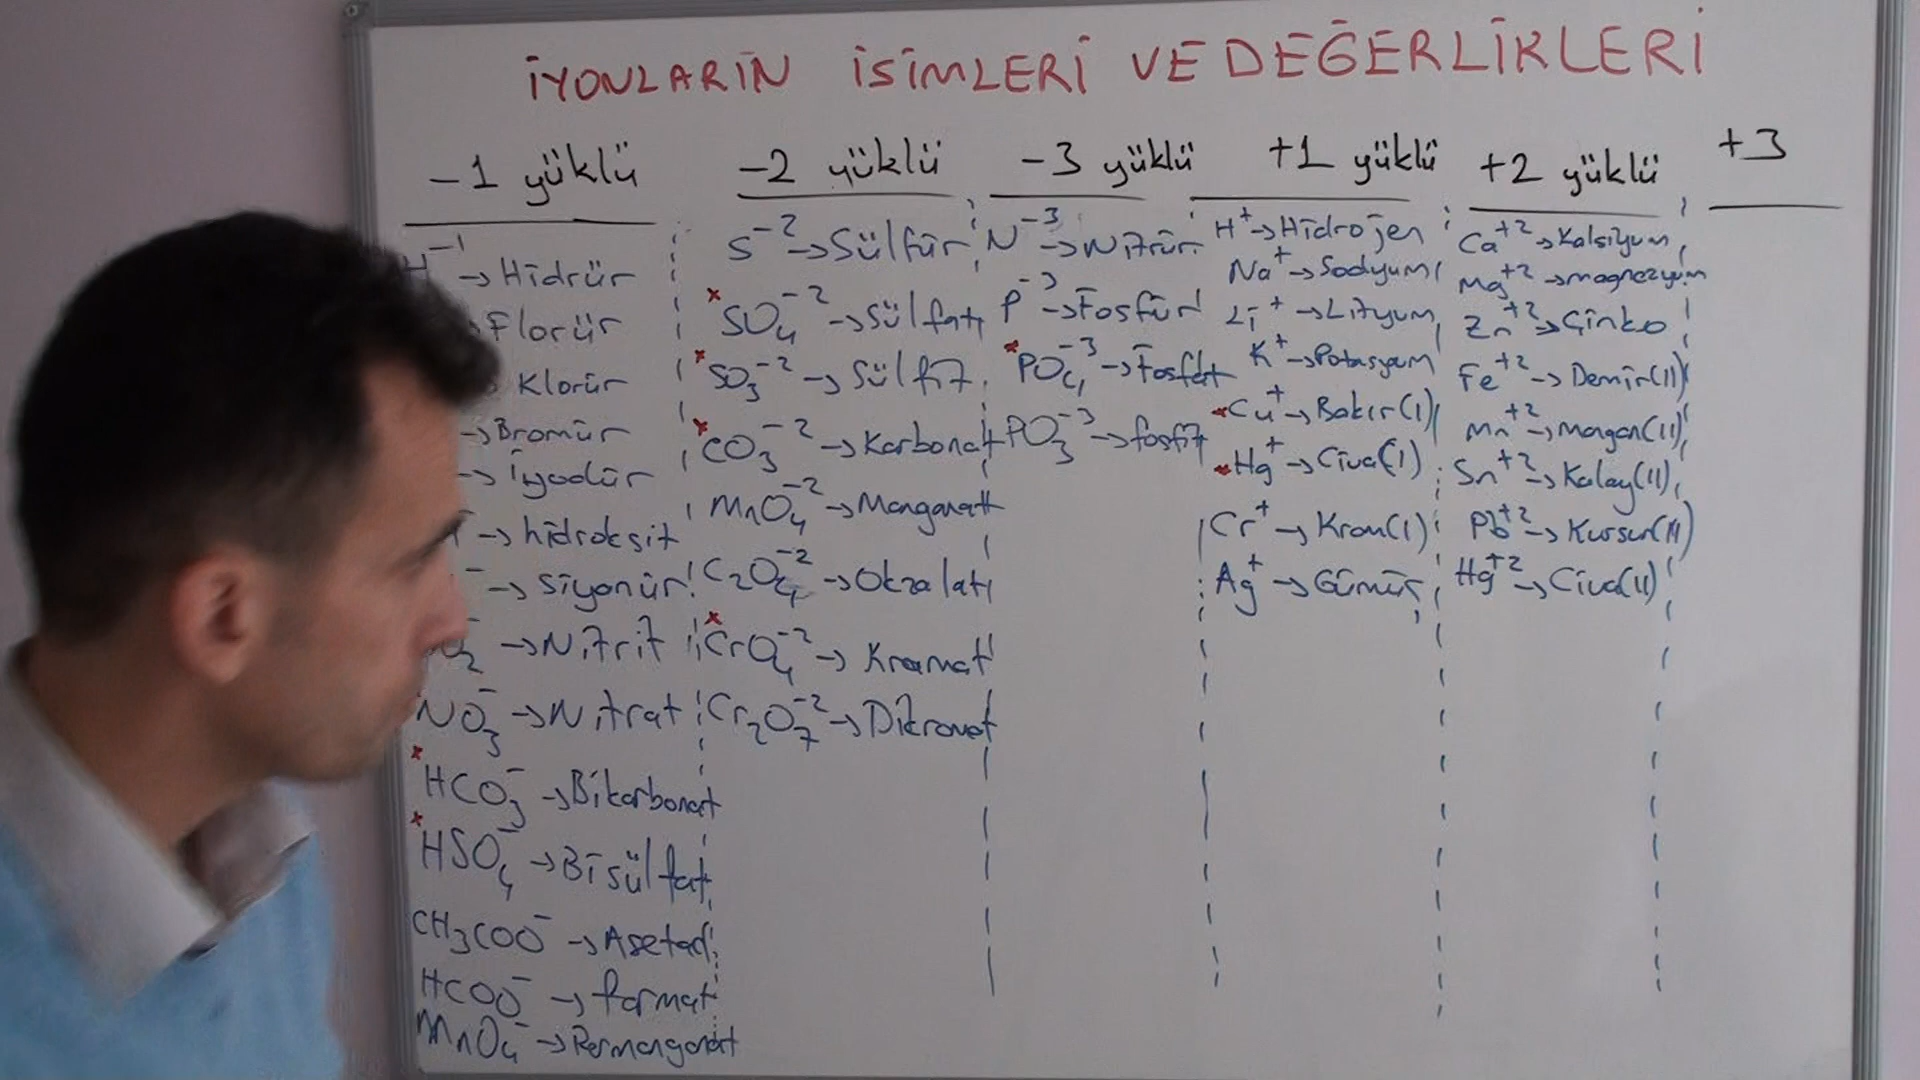 İYONLARIN İSİMLERİ VE DEĞERLİKLERİ
-1 yüklü
H⁻¹ → Hidrür
→ Florür
→ Klorür
→ Bromür
→ İyodür
→ hidroksit
⁻ → Siyonür
₂⁻ → Nitrit
NO₃⁻ → Nitrat
* HCO₃⁻ → Bikarbonat
* HSO₄⁻ → Bisülfat
CH₃COO⁻ → Asetat
HCOO⁻ → format
MnO₄⁻ → Permanganat
-2 yüklü
S⁻² → Sülfür
* SO₄⁻² → Sülfat
* SO₃⁻² → Sülfit
* CO₃⁻² → Karbonat
MnO₄⁻² → Manganat
C₂O₄⁻² → Okzalat
* CrO₄⁻² → Kramat
Cr₂O₇⁻² → Dikromat
-3 yüklü
N⁻³ → Nitrür
P⁻³ → Fosfür
* PO₄⁻³ → Fosfat
PO₃⁻³ → fosfit
+1 yüklü
H⁺ → Hidrojen
Na⁺ → Sodyum
Li⁺ → Lityum
K⁺ → Potasyum
* Cu⁺ → Bakır(I)
* Hg⁺ → Civa(I)
Cr⁺ → Krom(I)
Ag⁺ → Gümüş
+2 yüklü
Ca⁺² → Kalsiyum
Mg⁺² → magnezyum
Zn⁺² → Çinko
Fe⁺² → Demir(II)
Mn⁺² → Mangan(II)
Sn⁺² → Kalay(II)
Pb⁺² → Kurşun(II)
Hg⁺² → Civa(II)
+3